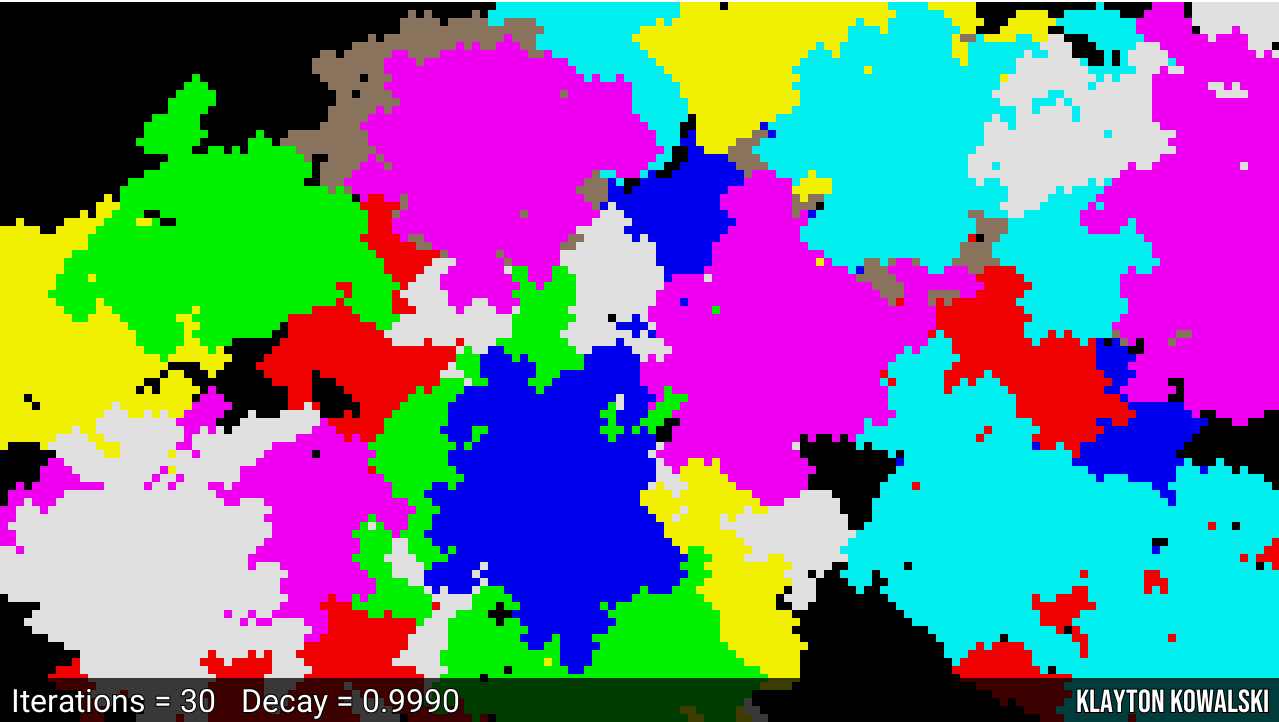 Iterations = 30   Decay = 0.9990
KLAYTON KOWALSKI